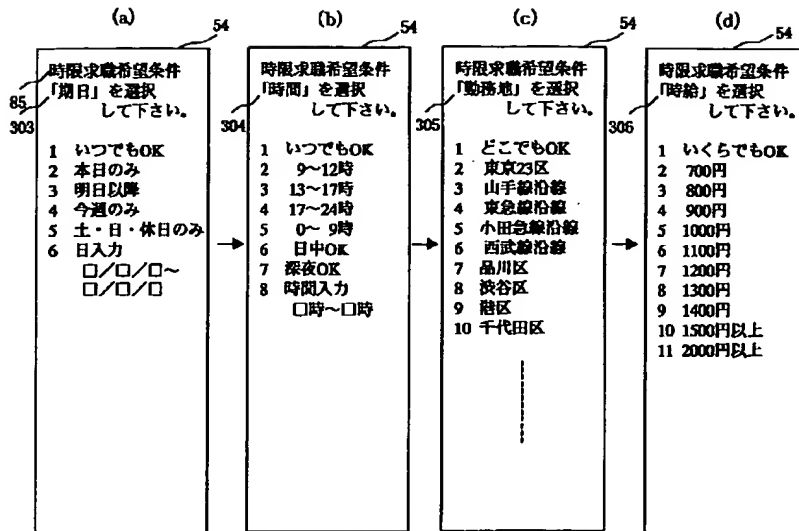 (a)
54
85
時限求職希望条件
303
「期日」を選択
して下さい。
1 いつでもOK
2 本日のみ
3 明日以降
4 今週のみ
5 土・日・休日のみ
6 日入力
□/□/□~
□/□/□
(b)
54
時限求職希望条件
304
「時間」を選択
して下さい。
1 いつでもOK
2 9~12時
3 13~17時
4 17~24時
5 0~ 9時
6 日中OK
7 深夜OK
8 時間入力
□時~□時
(c)
54
時限求職希望条件
305
「勤務地」を選択
して下さい。
1 どこでもOK
2 東京23区
3 山手線沿線
4 東急線沿線
5 小田急線沿線
6 西武線沿線
7 品川区
8 渋谷区
9 港区
10 千代田区
(d)
54
時限求職希望条件
306
「時給」を選択
して下さい。
1 いくらでもOK
2 700円
3 800円
4 900円
5 1000円
6 1100円
7 1200円
8 1300円
9 1400円
10 1500円以上
11 2000円以上